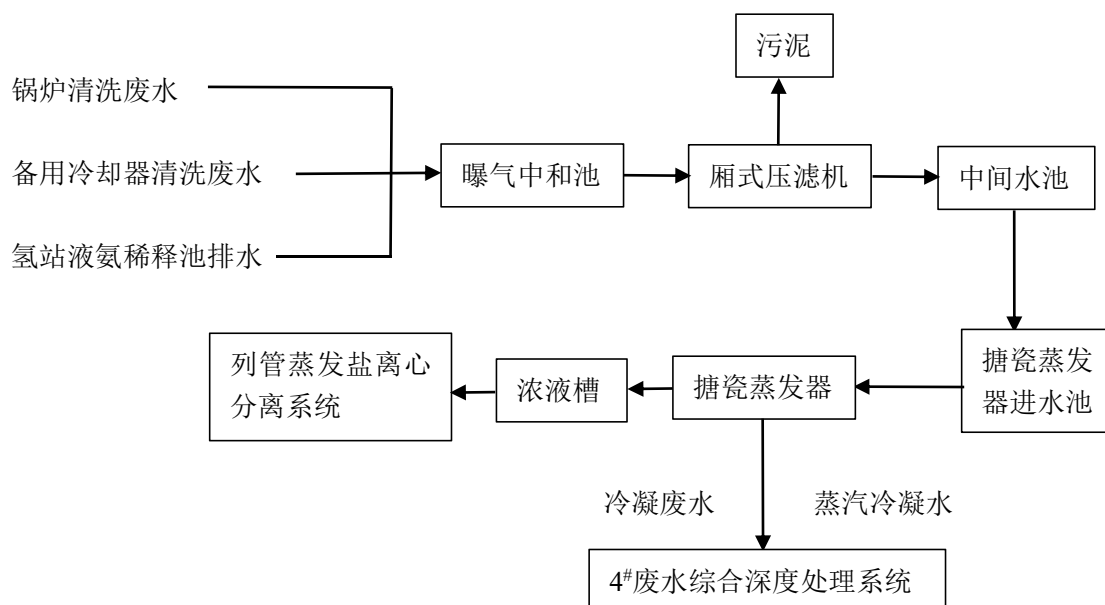 污泥
锅炉清洗废水
备用冷却器清洗废水
曝气中和池
厢式压滤机
中间水池
氢站液氨稀释池排水
列管蒸发盐离心
分离系统
浓液槽
搪瓷蒸发器
搪瓷蒸发
器进水池
冷凝废水
蒸汽冷凝水
4#废水综合深度处理系统